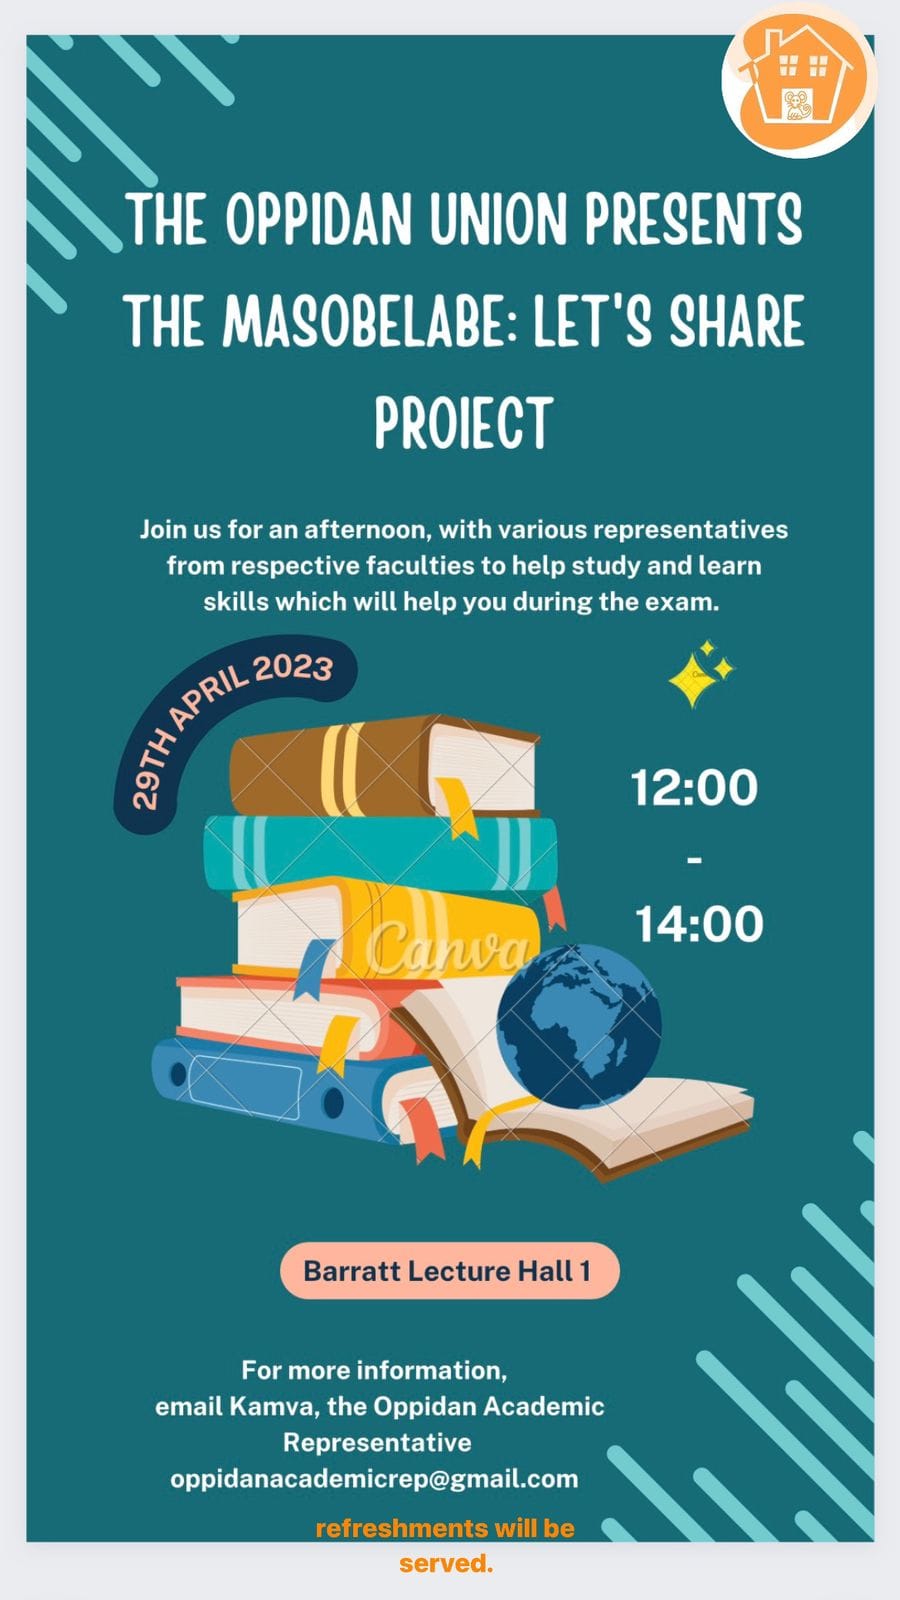 THE OPPIDAN UNION PRESENTS
THE MASOBELABE: LET'S SHARE
PROJECT
Join us for an afternoon, with various representatives
from respective faculties to help study and learn
skills which will help you during the exam.
29TH APRIL 2023
12:00
-
14:00
Canva
Barratt Lecture Hall 1
For more information,
email Kamva, the Oppidan Academic
Representative
oppidanacademicrep@gmail.com
refreshments will be
served.